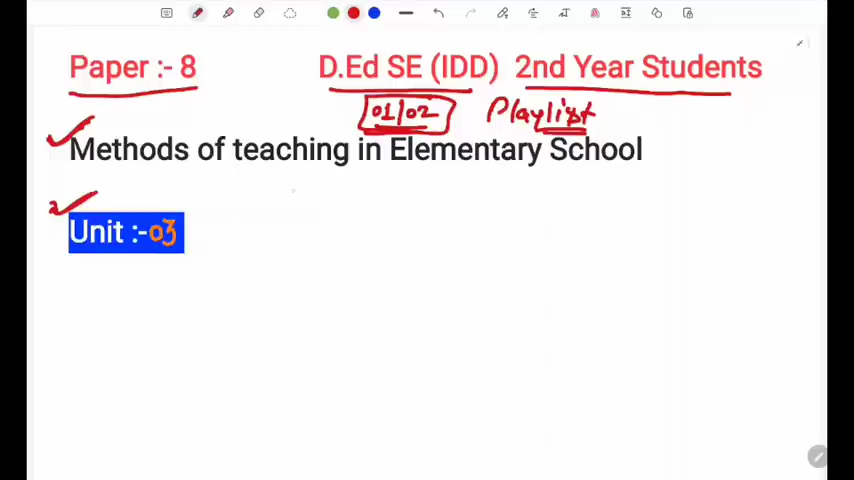 Paper :- 8 D.Ed SE (IDD) 2nd Year Students
01/02 Playlist
Methods of teaching in Elementary School
Unit :-03